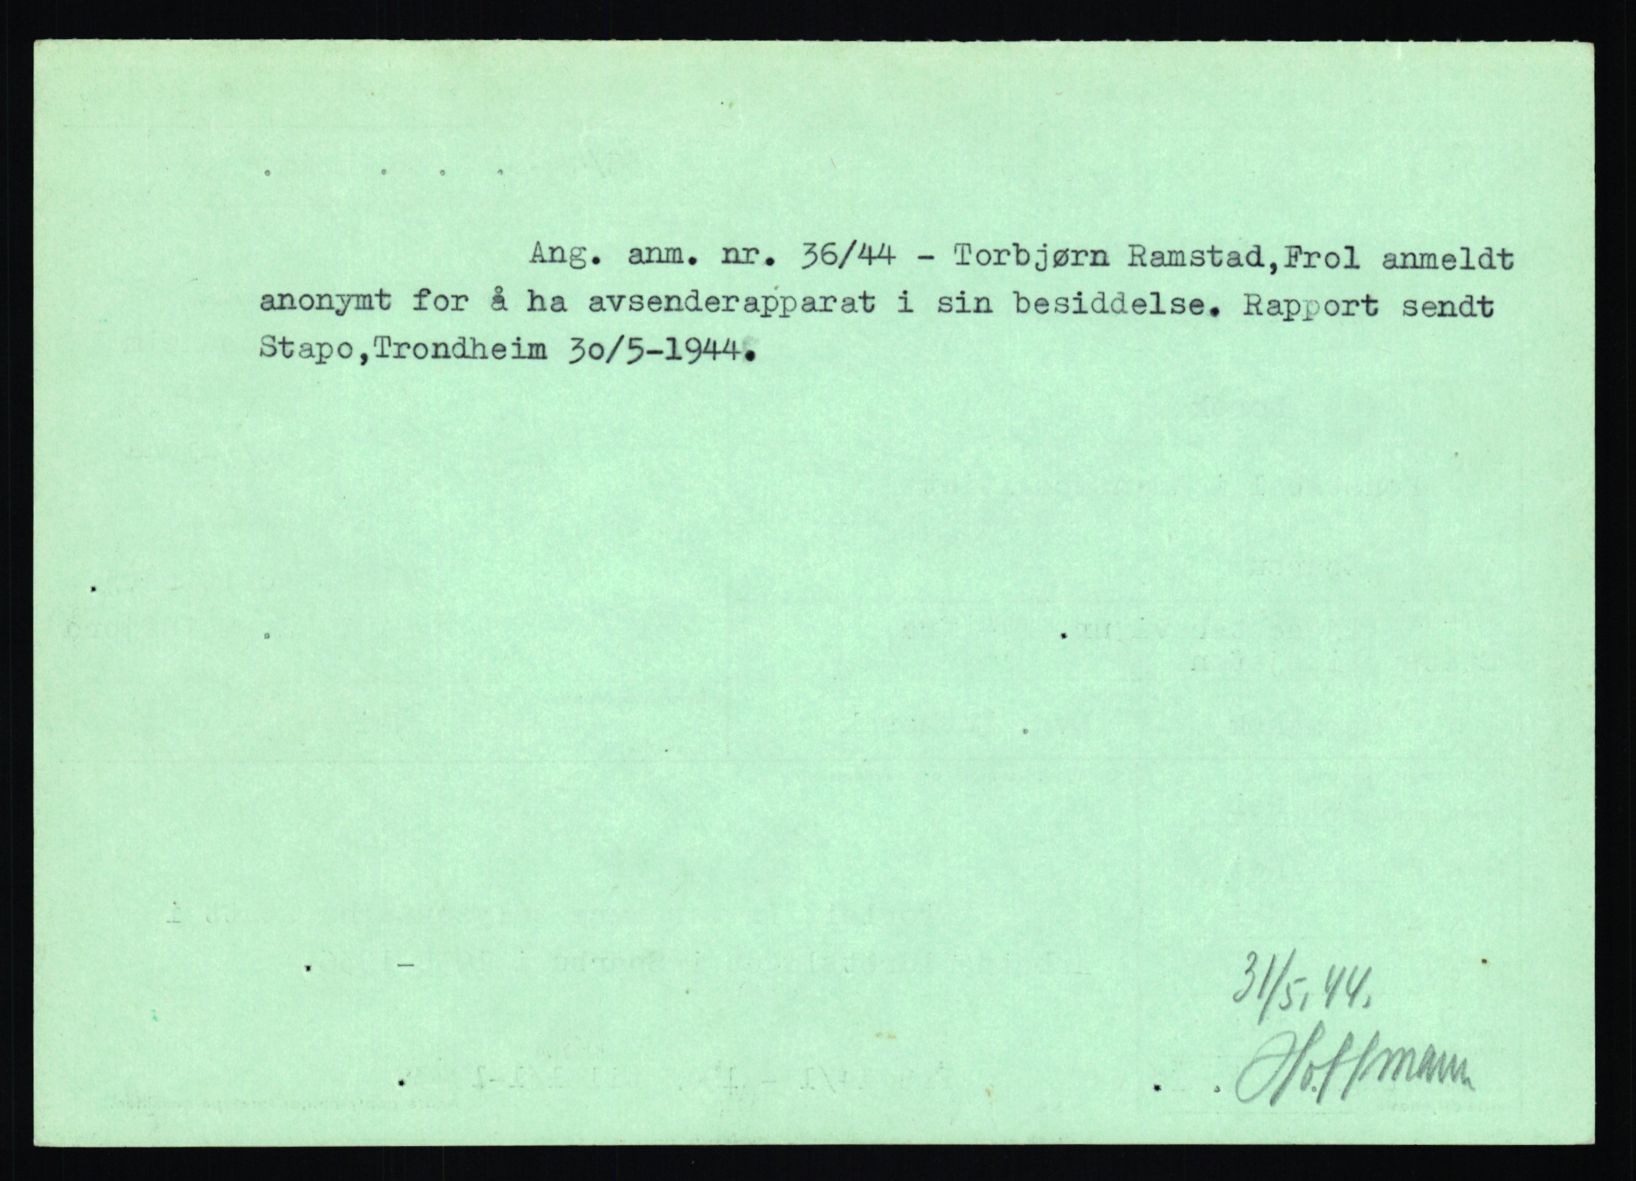 Ang. anm. nr. 36/44 - Torbjørn Ramstad,Frol anmeldt
anonymt for å ha avsenderapparat i sin besiddelse. Rapport sendt
Stapo,Trondheim 30/5-1944.
31/5.44.
Hoffmann